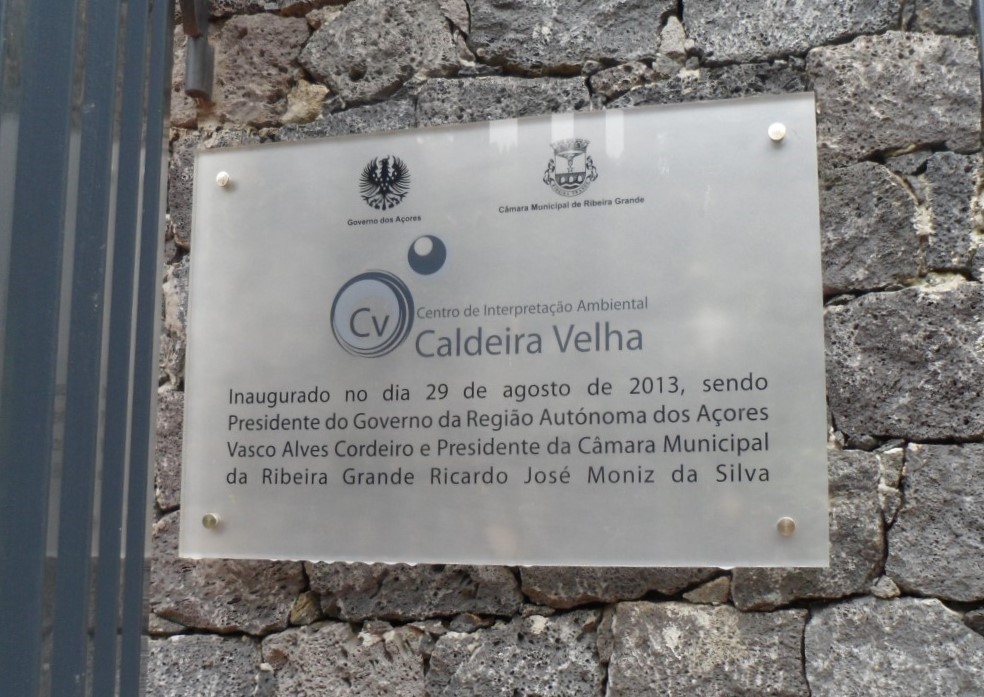 Governo dos Açores
Câmara Municipal de Ribeira Grande
Cv
Centro de Interpretação Ambiental
Caldeira Velha
Inaugurado no dia 29 de agosto de 2013, sendo
Presidente do Governo da Região Autónoma dos Açores
Vasco Alves Cordeiro e Presidente da Câmara Municipal
da Ribeira Grande Ricardo José Moniz da Silva